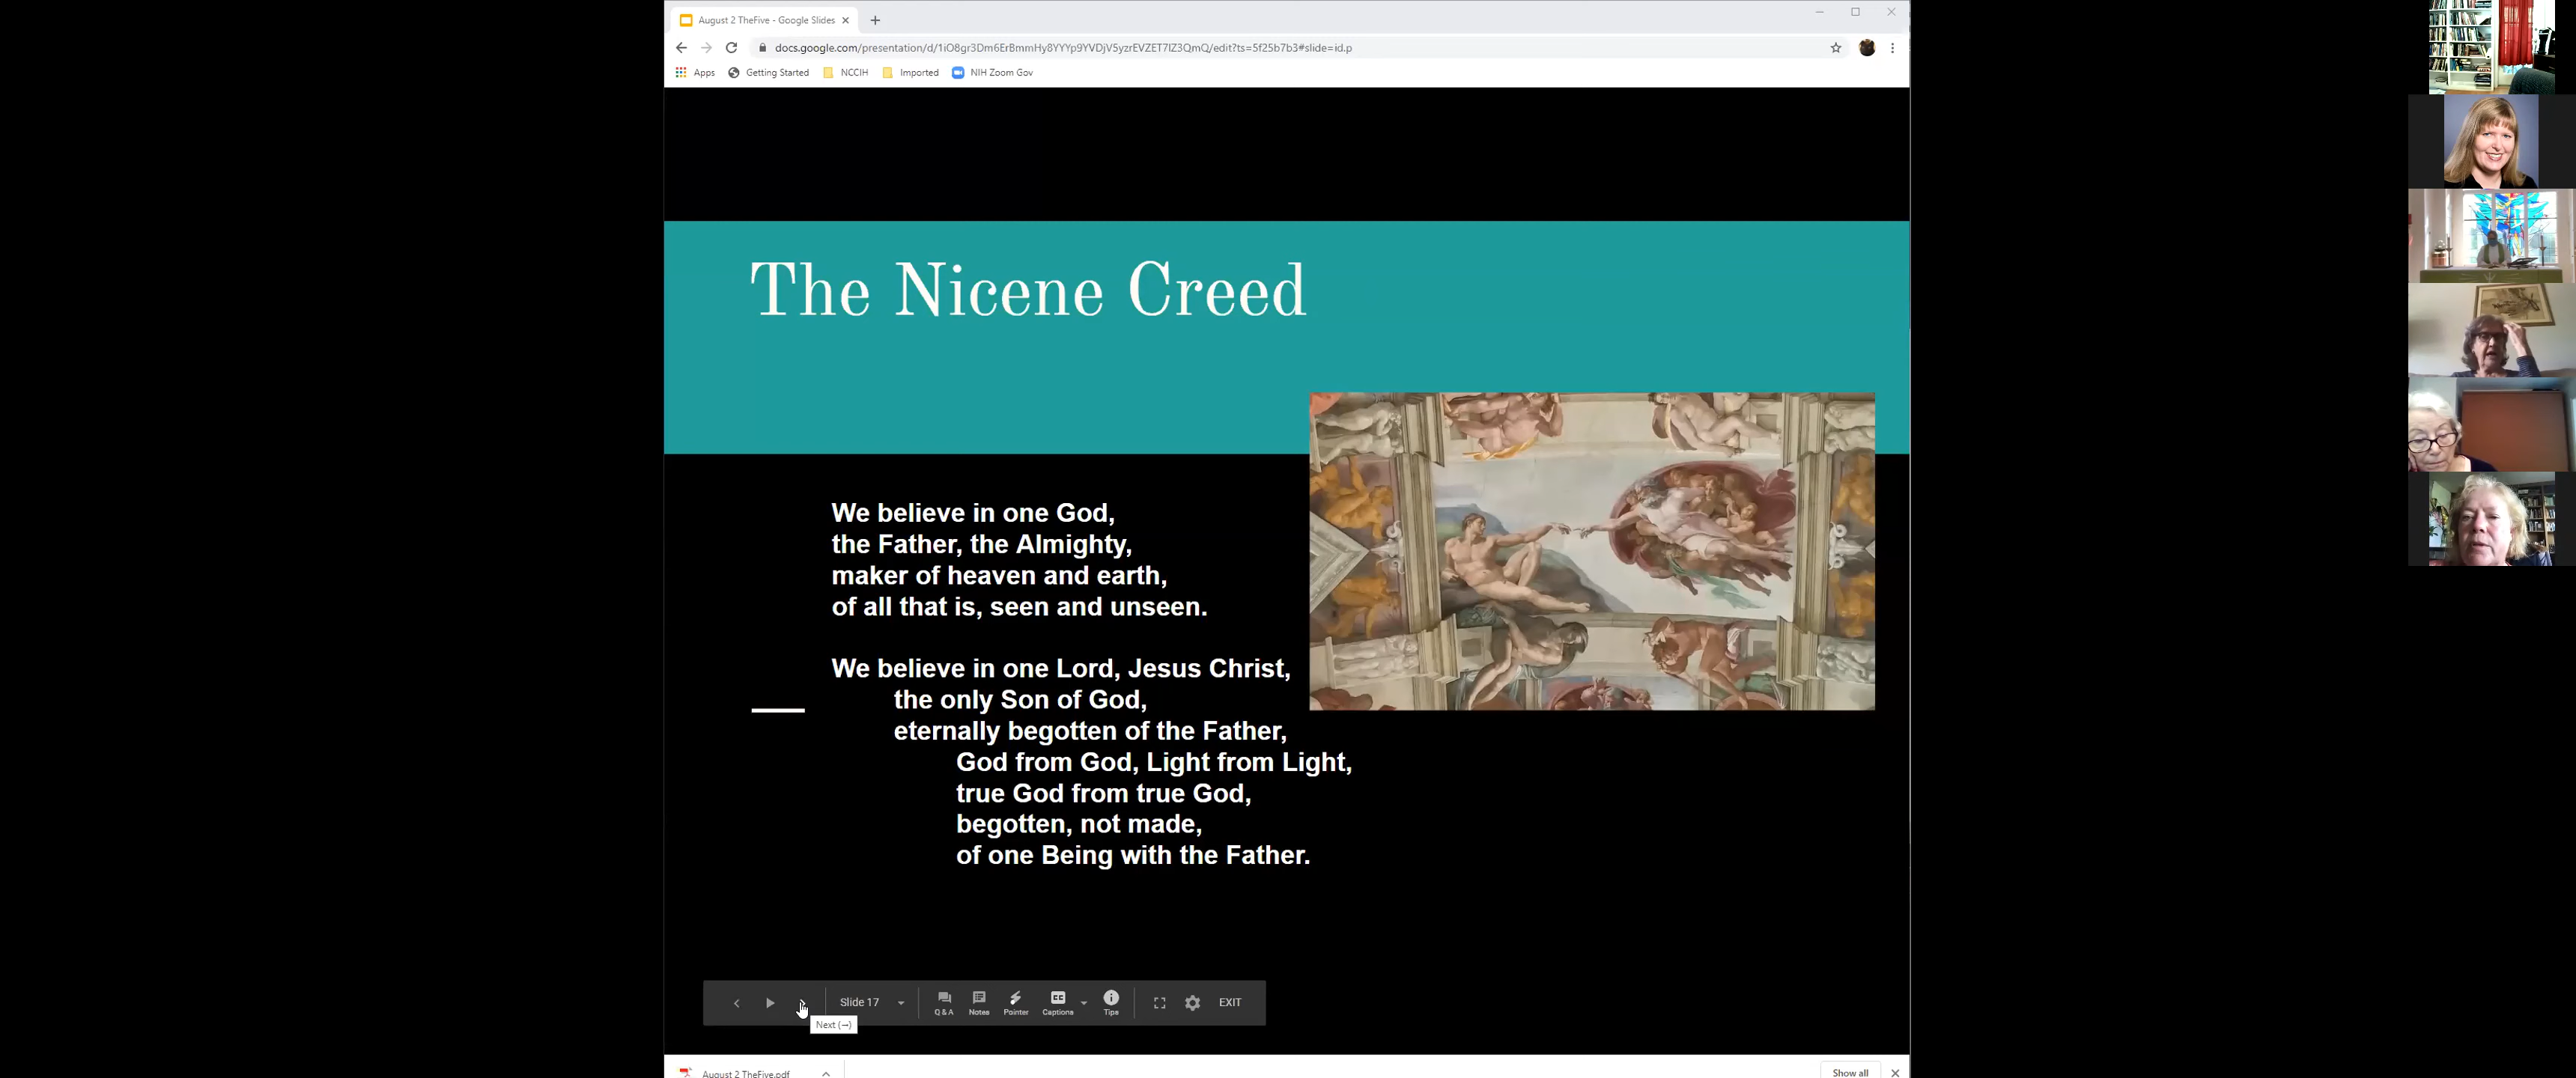 August 2 TheFive - Google Slides
docs.google.com/presentation/d/1iO8gr3Dm6ErBmmHy8YYYp9YVDjV5yzrEVZET7lZ3QmQ/edit?ts=5f25b7b3#slide=id.p
Apps Getting Started NCCIH Imported NIH Zoom Gov
The Nicene Creed
We believe in one God,
the Father, the Almighty,
maker of heaven and earth,
of all that is, seen and unseen.
We believe in one Lord, Jesus Christ,
the only Son of God,
eternally begotten of the Father,
God from God, Light from Light,
true God from true God,
begotten, not made,
of one Being with the Father.
Slide 17 Q & A Notes Pointer CC Captions Tips EXIT
Next (→)
August 2 TheFive.pdf Show all